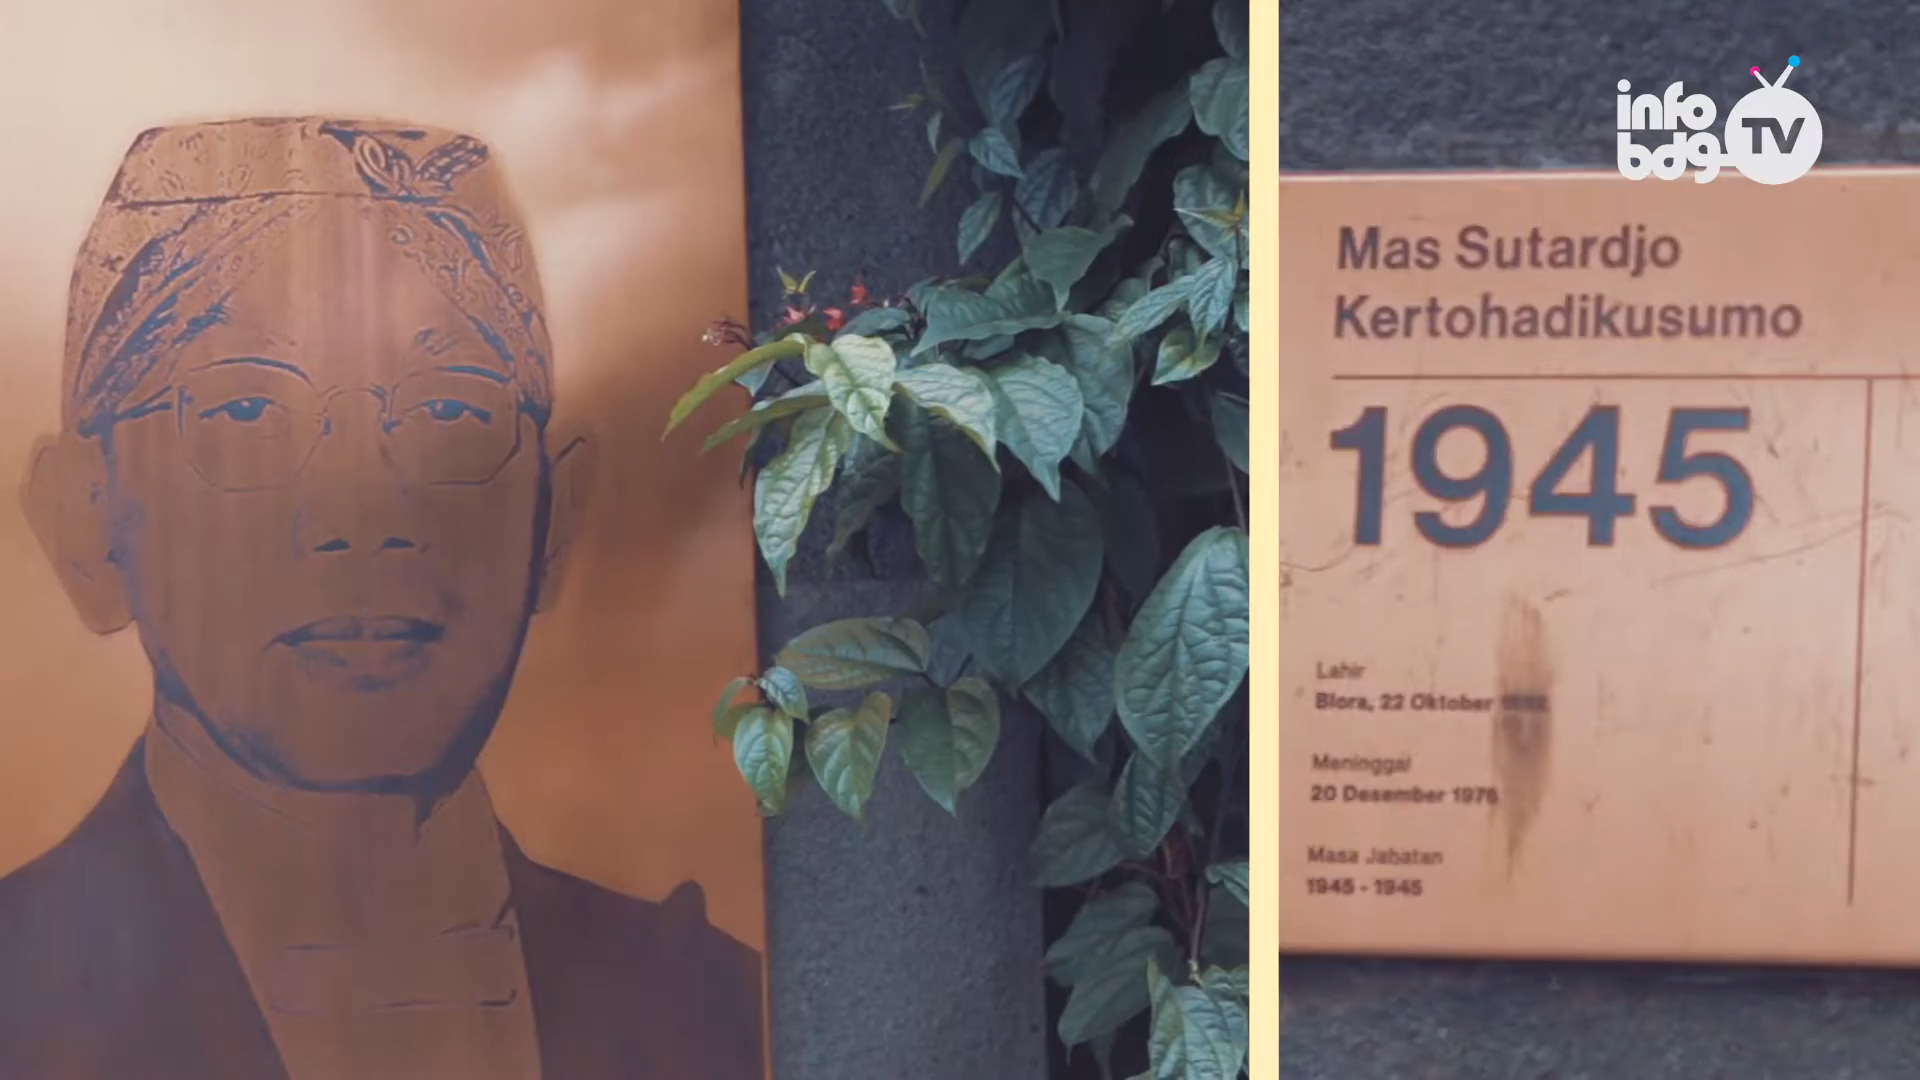 info
bdg TV
Mas Sutardjo
Kertohadikusumo
1945
Lahir
Blora, 22 Oktober
Meninggal
20 Desember 1976
Masa Jabatan
1945 - 1945